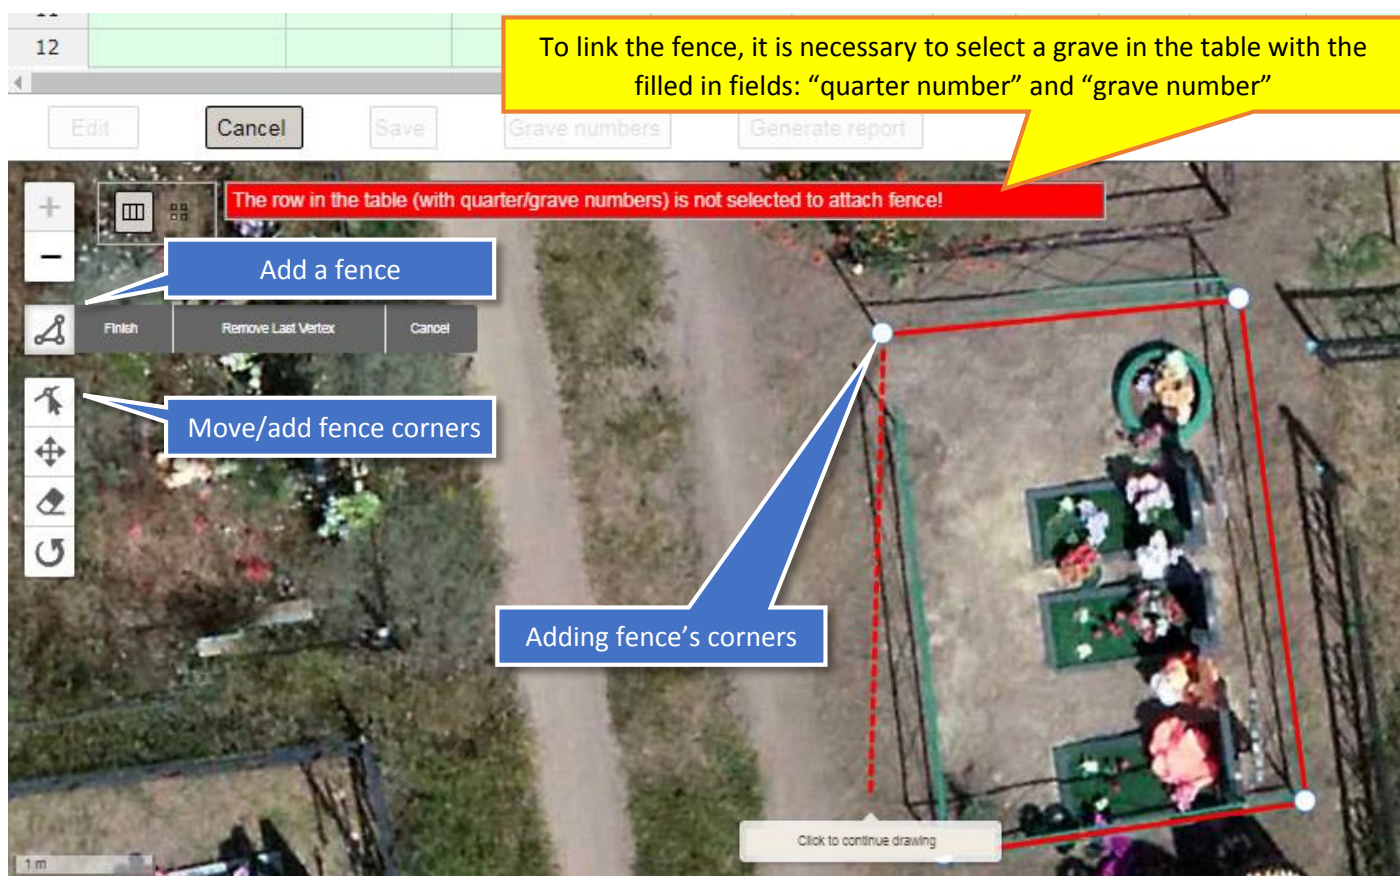 12
To link the fence, it is necessary to select a grave in the table with the
filled in fields: “quarter number” and “grave number”
Edit
Cancel
Save
Grave numbers
Generate report
The row in the table (with quarter/grave numbers) is not selected to attach fence!
Add a fence
Finish
Remove Last Vertex
Cancel
Move/add fence corners
Adding fence’s corners
Click to continue drawing
1 m